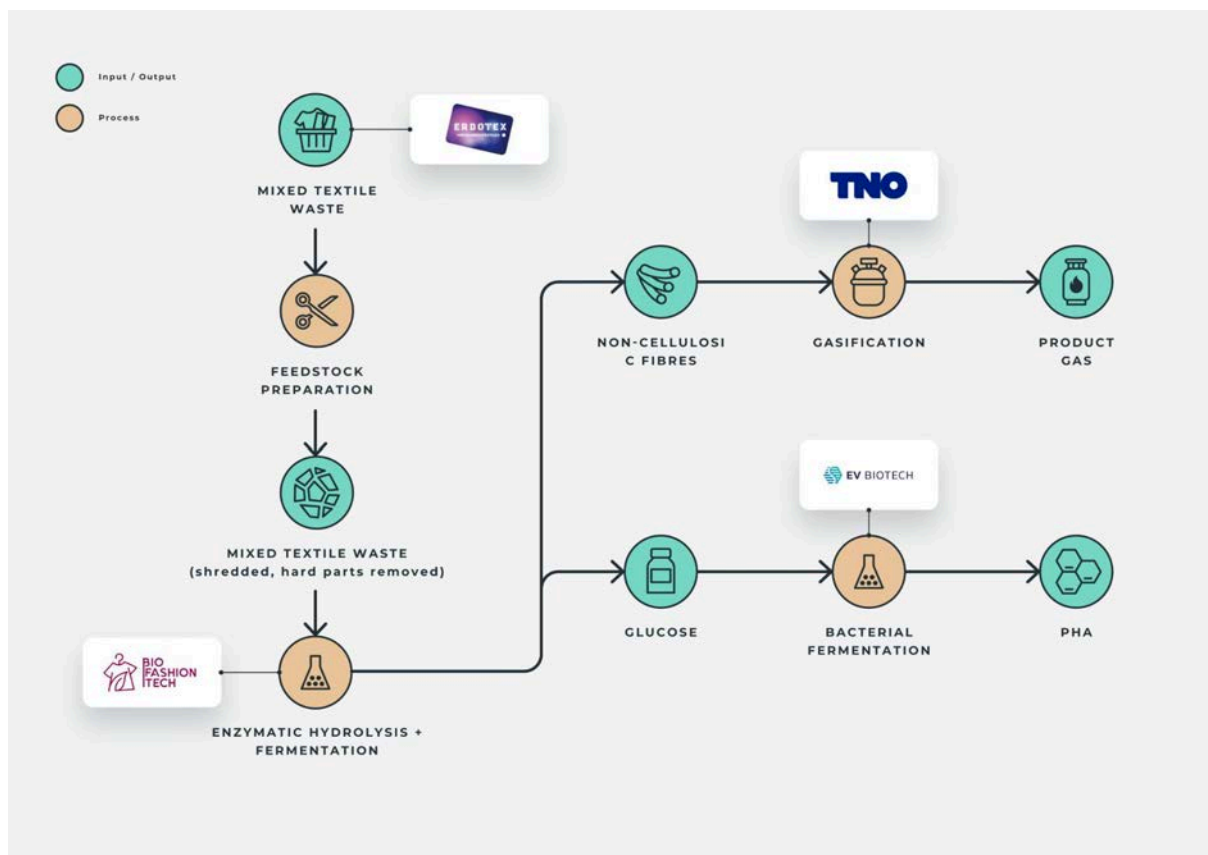 Input / Output
Process
ERDOTEX
MIXED TEXTILE
WASTE
TNO
NON-CELLULOSI
C FIBRES
GASIFICATION
PRODUCT
GAS
FEEDSTOCK
PREPARATION
EV BIOTECH
MIXED TEXTILE WASTE
(shredded, hard parts removed)
GLUCOSE
BACTERIAL
FERMENTATION
PHA
BIO
FASHION
TECH
ENZYMATIC HYDROLYSIS +
FERMENTATION